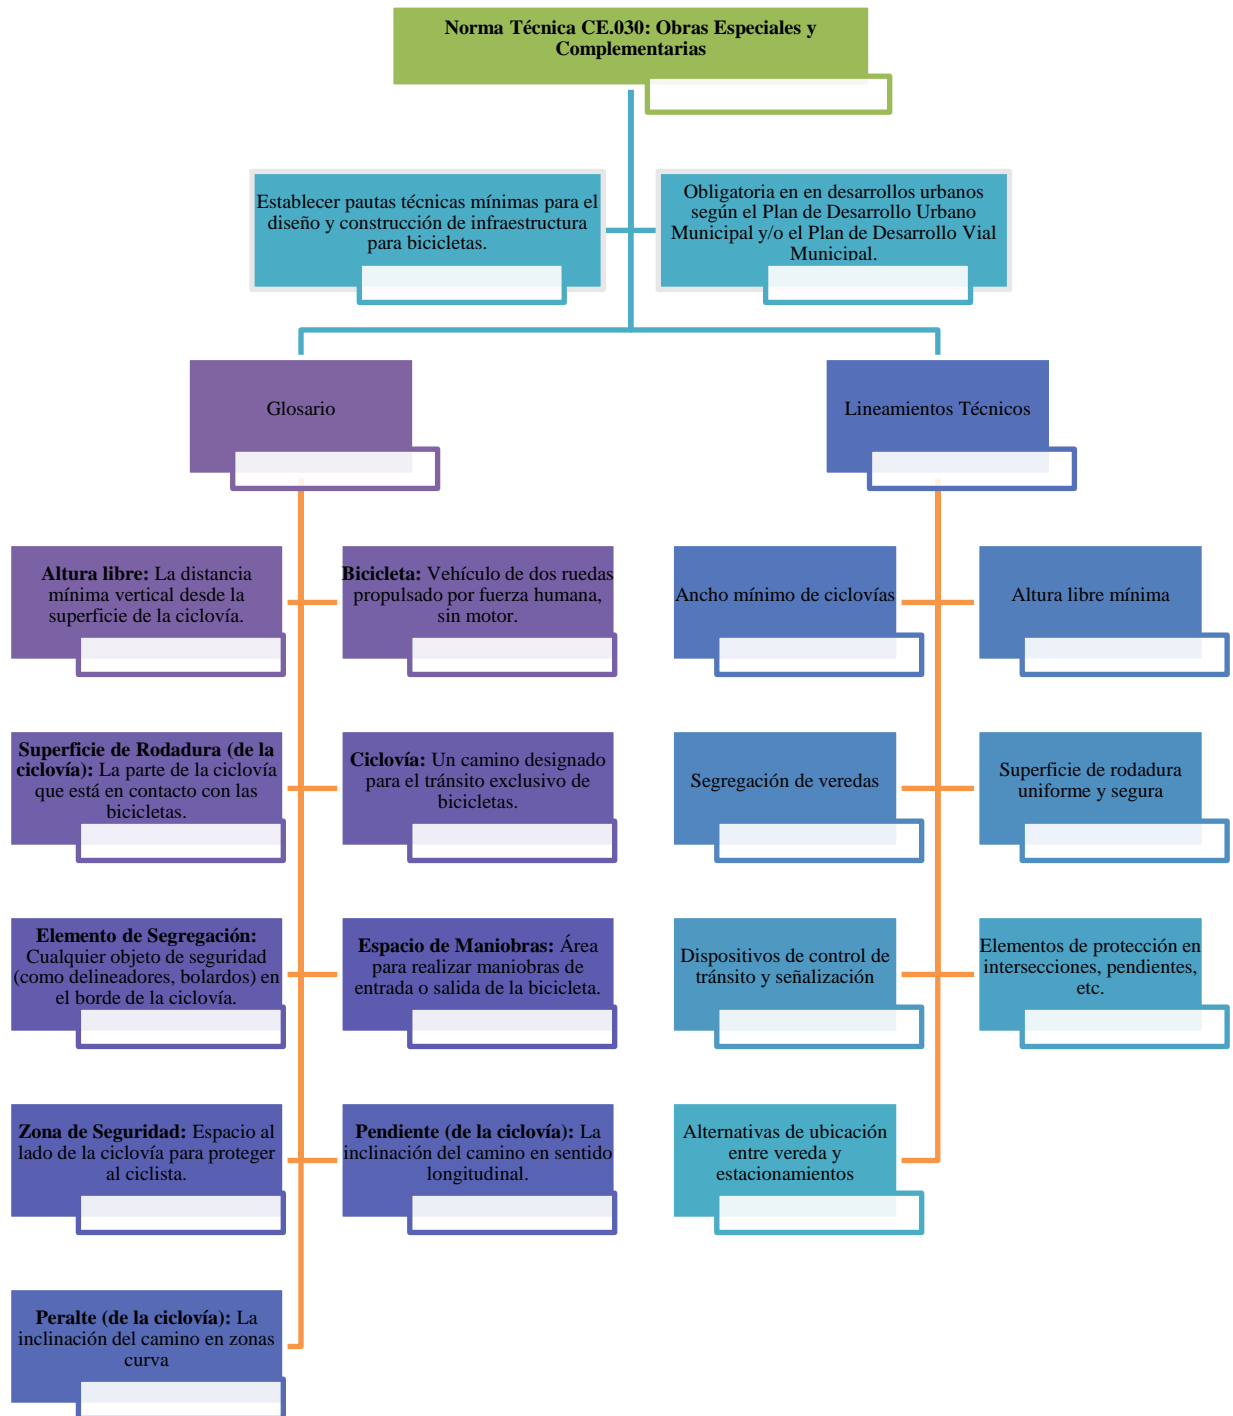 Norma Técnica CE.030: Obras Especiales y
Complementarias
Establecer pautas técnicas mínimas para el
diseño y construcción de infraestructura
para bicicletas.
Obligatoria en en desarrollos urbanos
según el Plan de Desarrollo Urbano
Municipal y/o el Plan de Desarrollo Vial
Municipal.
Glosario
Altura libre: La distancia
mínima vertical desde la
superficie de la ciclovía.
Bicicleta: Vehículo de dos ruedas
propulsado por fuerza humana,
sin motor.
Superficie de Rodadura (de la
ciclovía): La parte de la ciclovía
que está en contacto con las
bicicletas.
Ciclovía: Un camino designado
para el tránsito exclusivo de
bicicletas.
Elemento de Segregación:
Cualquier objeto de seguridad
(como delineadores, bolardos) en
el borde de la ciclovía.
Espacio de Maniobras: Área
para realizar maniobras de
entrada o salida de la bicicleta.
Zona de Seguridad: Espacio al
lado de la ciclovía para proteger
al ciclista.
Pendiente (de la ciclovía): La
inclinación del camino en sentido
longitudinal.
Peralte (de la ciclovía): La
inclinación del camino en zonas
curva
Lineamientos Técnicos
Ancho mínimo de ciclovías
Altura libre mínima
Segregación de veredas
Superficie de rodadura
uniforme y segura
Dispositivos de control de
tránsito y señalización
Elementos de protección en
intersecciones, pendientes,
etc.
Alternativas de ubicación
entre vereda y
estacionamientos